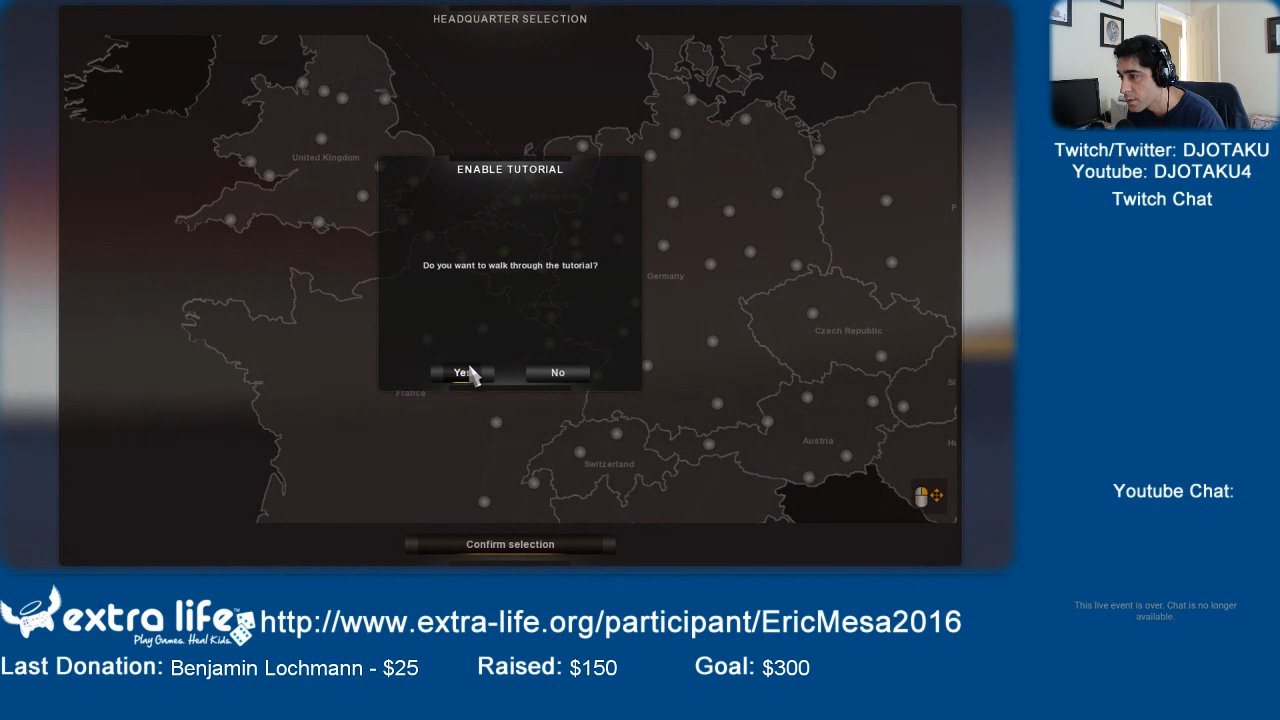 HEADQUARTER SELECTION
United Kingdom
ENABLE TUTORIAL
Do you want to walk through the tutorial?
Germany
Czech Republic
Yes
No
France
Austria
Switzerland
Confirm selection
Twitch/Twitter: DJOTAKU
Youtube: DJOTAKU4
Twitch Chat
Youtube Chat:
This live event is over. Chat is no longer
available.
extra life
Play Games. Heal Kids.
http://www.extra-life.org/participant/EricMesa2016
Last Donation: Benjamin Lochmann - $25 Raised: $150 Goal: $300